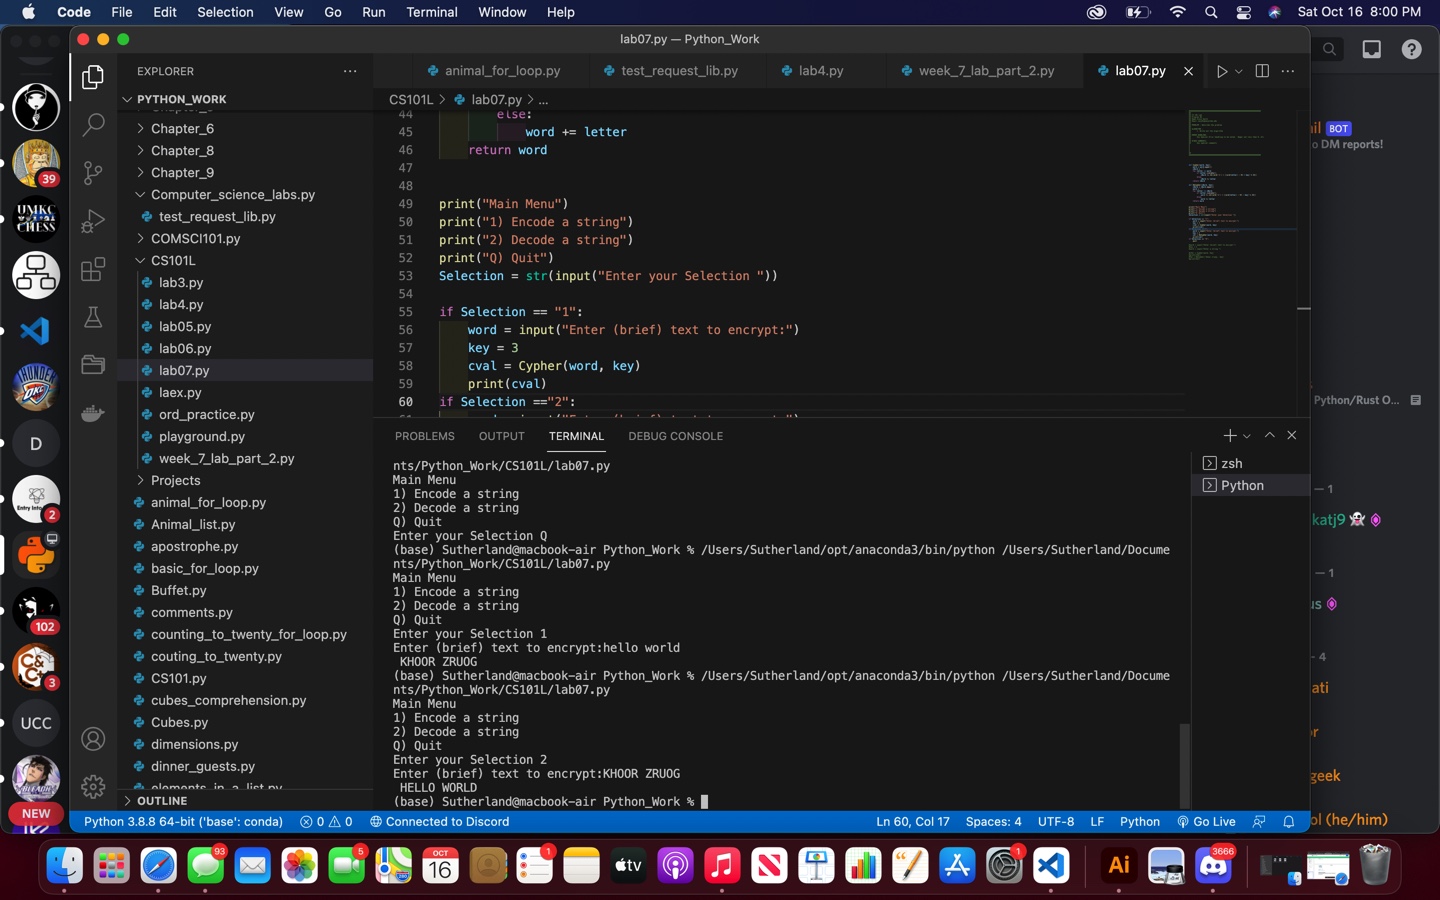 Code File Edit Selection View Go Run Terminal Window Help
Sat Oct 16 8:00 PM
lab07.py — Python_Work
EXPLORER
PYTHON_WORK
Chapter_6
Chapter_8
Chapter_9
Computer_science_labs.py
test_request_lib.py
COMSCI101.py
CS101L
lab3.py
lab4.py
lab05.py
lab06.py
lab07.py
laex.py
ord_practice.py
playground.py
week_7_lab_part_2.py
Projects
animal_for_loop.py
Animal_list.py
apostrophe.py
basic_for_loop.py
Buffet.py
comments.py
counting_to_twenty_for_loop.py
couting_to_twenty.py
CS101.py
cubes_comprehension.py
Cubes.py
dimensions.py
dinner_guests.py
elements_in_a_list.py
OUTLINE
animal_for_loop.py test_request_lib.py lab4.py week_7_lab_part_2.py lab07.py
CS101L > lab07.py > ...
44 else:
45 word += letter
46 return word
47
48
49 print("Main Menu")
50 print("1) Encode a string")
51 print("2) Decode a string")
52 print("Q) Quit")
53 Selection = str(input("Enter your Selection "))
54
55 if Selection == "1":
56 word = input("Enter (brief) text to encrypt:")
57 key = 3
58 cval = Cypher(word, key)
59 print(cval)
60 if Selection =="2":
PROBLEMS OUTPUT TERMINAL DEBUG CONSOLE
zsh
Python
nts/Python_Work/CS101L/lab07.py
Main Menu
1) Encode a string
2) Decode a string
Q) Quit
Enter your Selection Q
(base) Sutherland@macbook-air Python_Work % /Users/Sutherland/opt/anaconda3/bin/python /Users/Sutherland/Docume
nts/Python_Work/CS101L/lab07.py
Main Menu
1) Encode a string
2) Decode a string
Q) Quit
Enter your Selection 1
Enter (brief) text to encrypt:hello world
KHOOR ZRUOG
(base) Sutherland@macbook-air Python_Work % /Users/Sutherland/opt/anaconda3/bin/python /Users/Sutherland/Docume
nts/Python_Work/CS101L/lab07.py
Main Menu
1) Encode a string
2) Decode a string
Q) Quit
Enter your Selection 2
Enter (brief) text to encrypt:KHOOR ZRUOG
HELLO WORLD
(base) Sutherland@macbook-air Python_Work %
Python 3.8.8 64-bit ('base': conda) 0 0 Connected to Discord
Ln 60, Col 17 Spaces: 4 UTF-8 LF Python Go Live
39
UMKC
CHESS
THUNDER
OKC
D
Entry Into
2
102
C&C
3
UCC
NEW
BOT
o DM reports!
Python/Rust O...
— 1
katj9
— 1
us
- 4
ati
geek
ol (he/him)
93
5
OCT
16
1
tv
1
Ai
3666